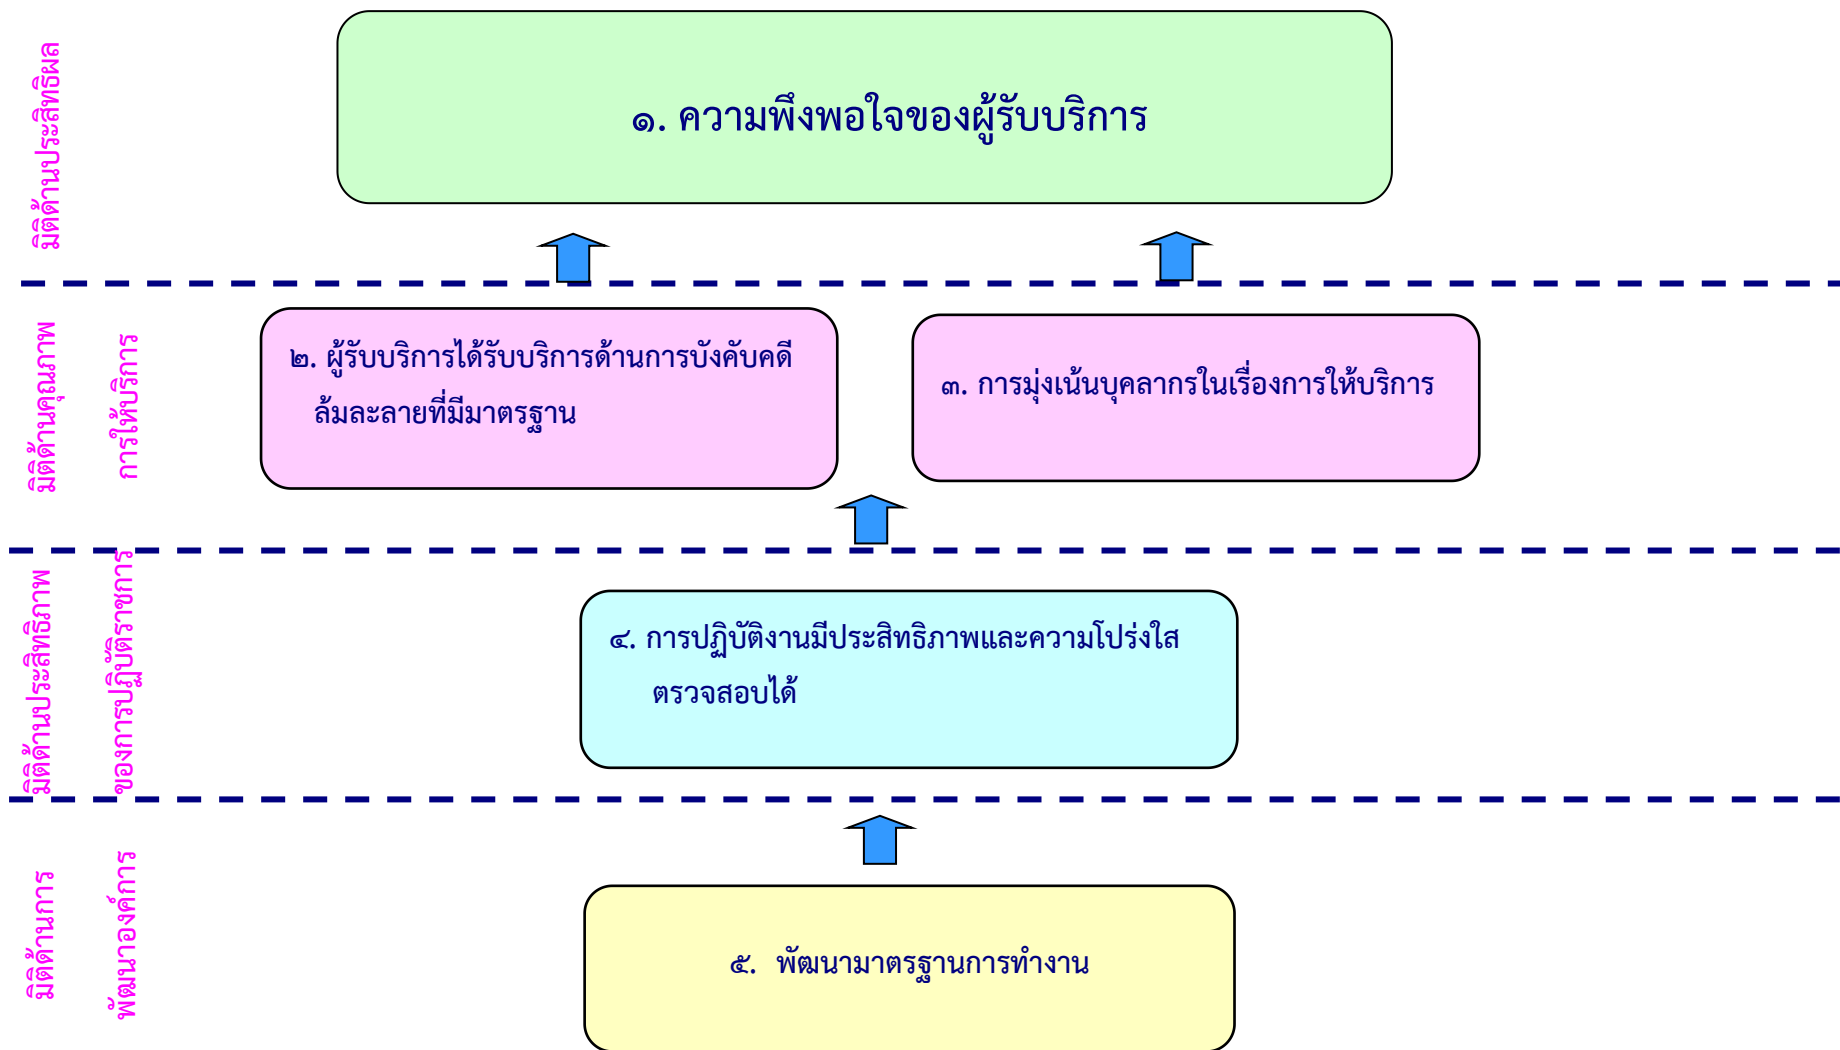 มิติด้านประสิทธิผล
๑. ความพึงพอใจของผู้รับบริการ
มิติด้านคุณภาพ
การให้บริการ
๒. ผู้รับบริการได้รับบริการด้านการบังคับคดี
ล้มละลายที่มีมาตรฐาน
๓. การมุ่งเน้นบุคลากรในเรื่องการให้บริการ
มิติด้านประสิทธิภาพ
ของการปฏิบัติราชการ
๔. การปฏิบัติงานมีประสิทธิภาพและความโปร่งใส
ตรวจสอบได้
มิติด้านการ
พัฒนาองค์การ
๕. พัฒนามาตรฐานการทำงาน